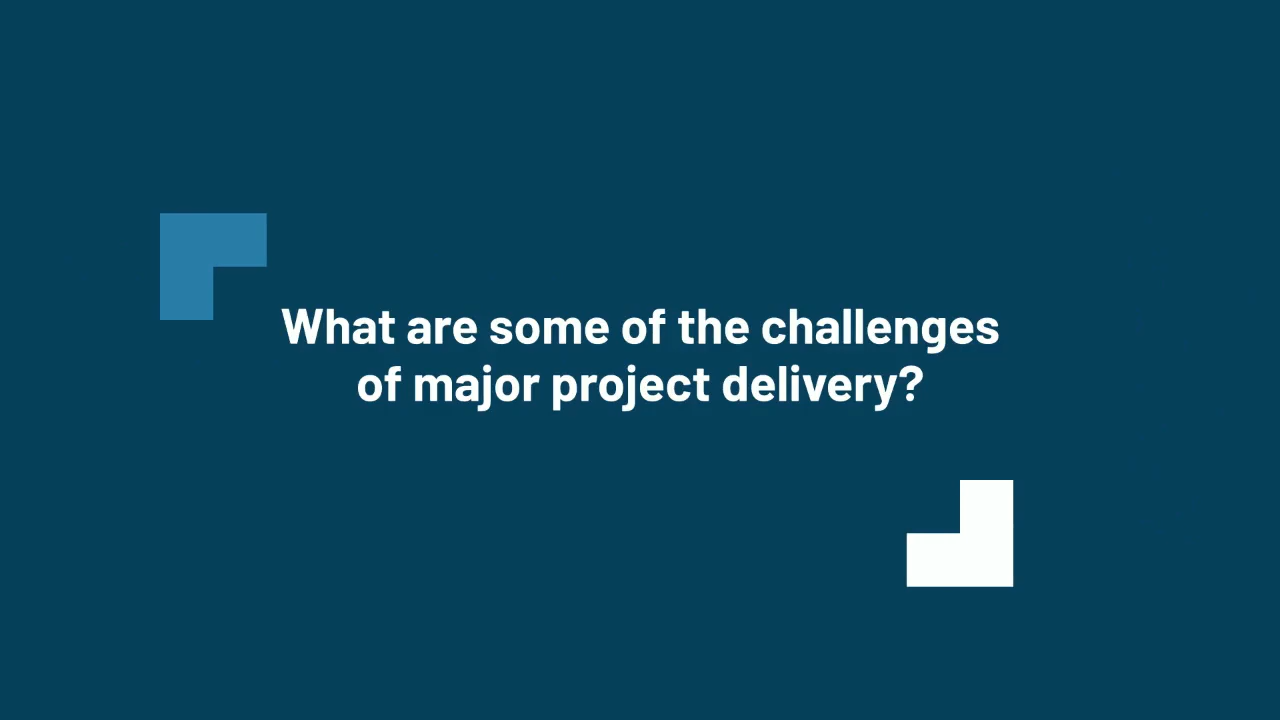 What are some of the challenges
of major project delivery?